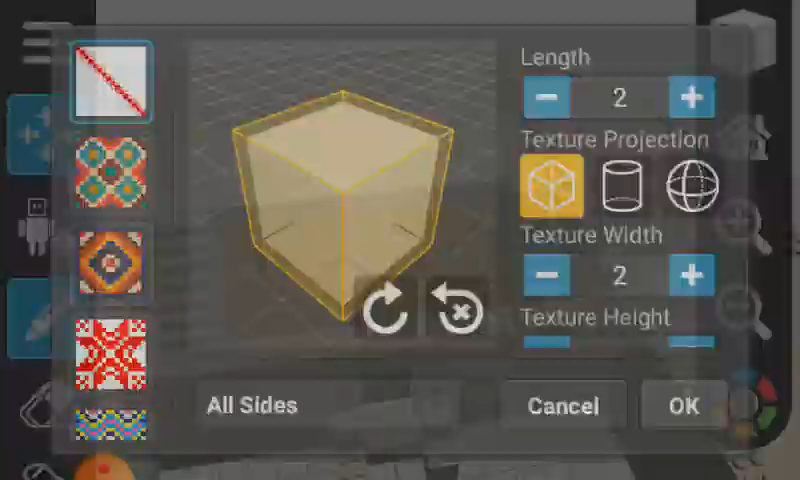 Length
2
Texture Projection
Texture Width
2
Texture Height
All Sides
Cancel
OK